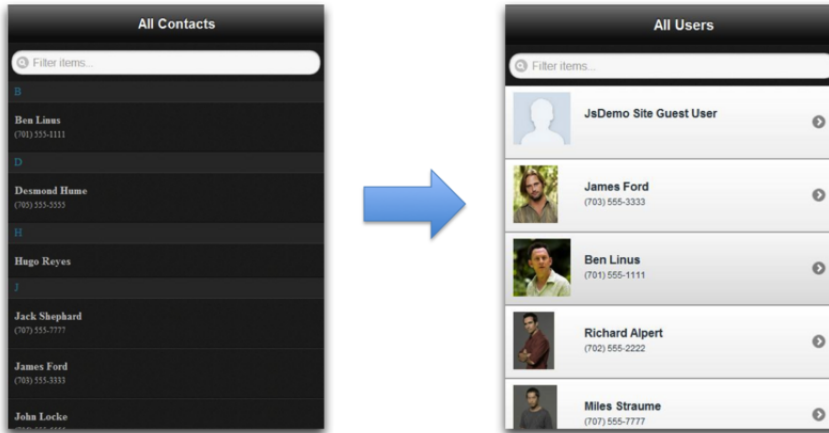 All Contacts
Filter items...
B
Ben Linus
(701) 555-1111
D
Desmond Hume
(705) 555-5555
H
Hugo Reyes
J
Jack Shephard
(707) 555-7777
James Ford
(703) 555-3333
John Locke
All Users
Filter items...
JsDemo Site Guest User
James Ford
(703) 555-3333
Ben Linus
(701) 555-1111
Richard Alpert
(702) 555-2222
Miles Straume
(707) 555-7777